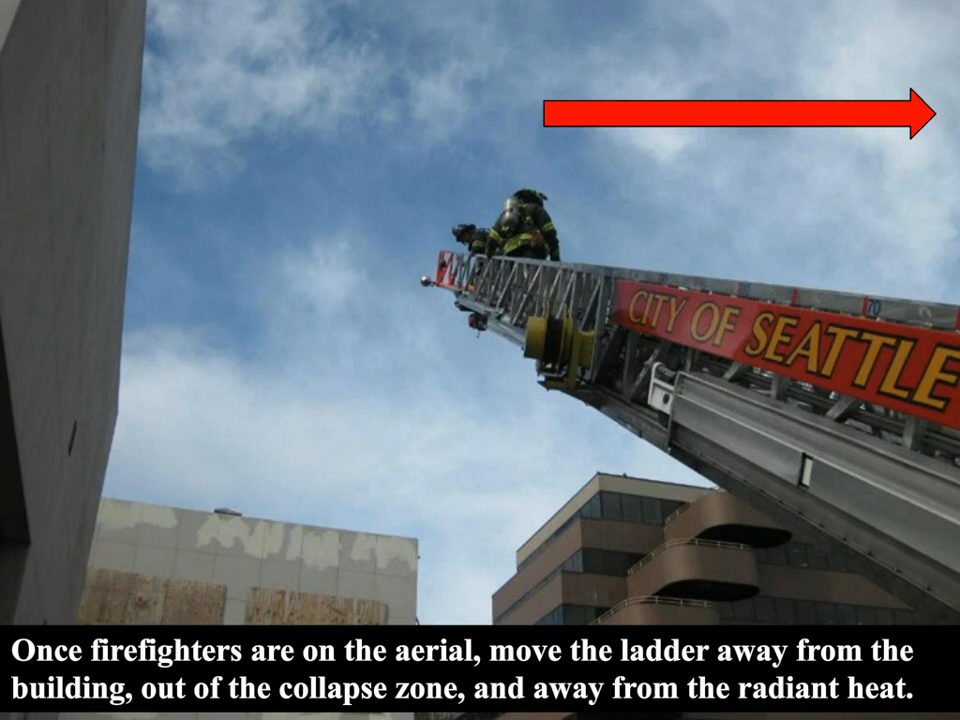 70
CITY OF SEATTLE
Once firefighters are on the aerial, move the ladder away from the
building, out of the collapse zone, and away from the radiant heat.